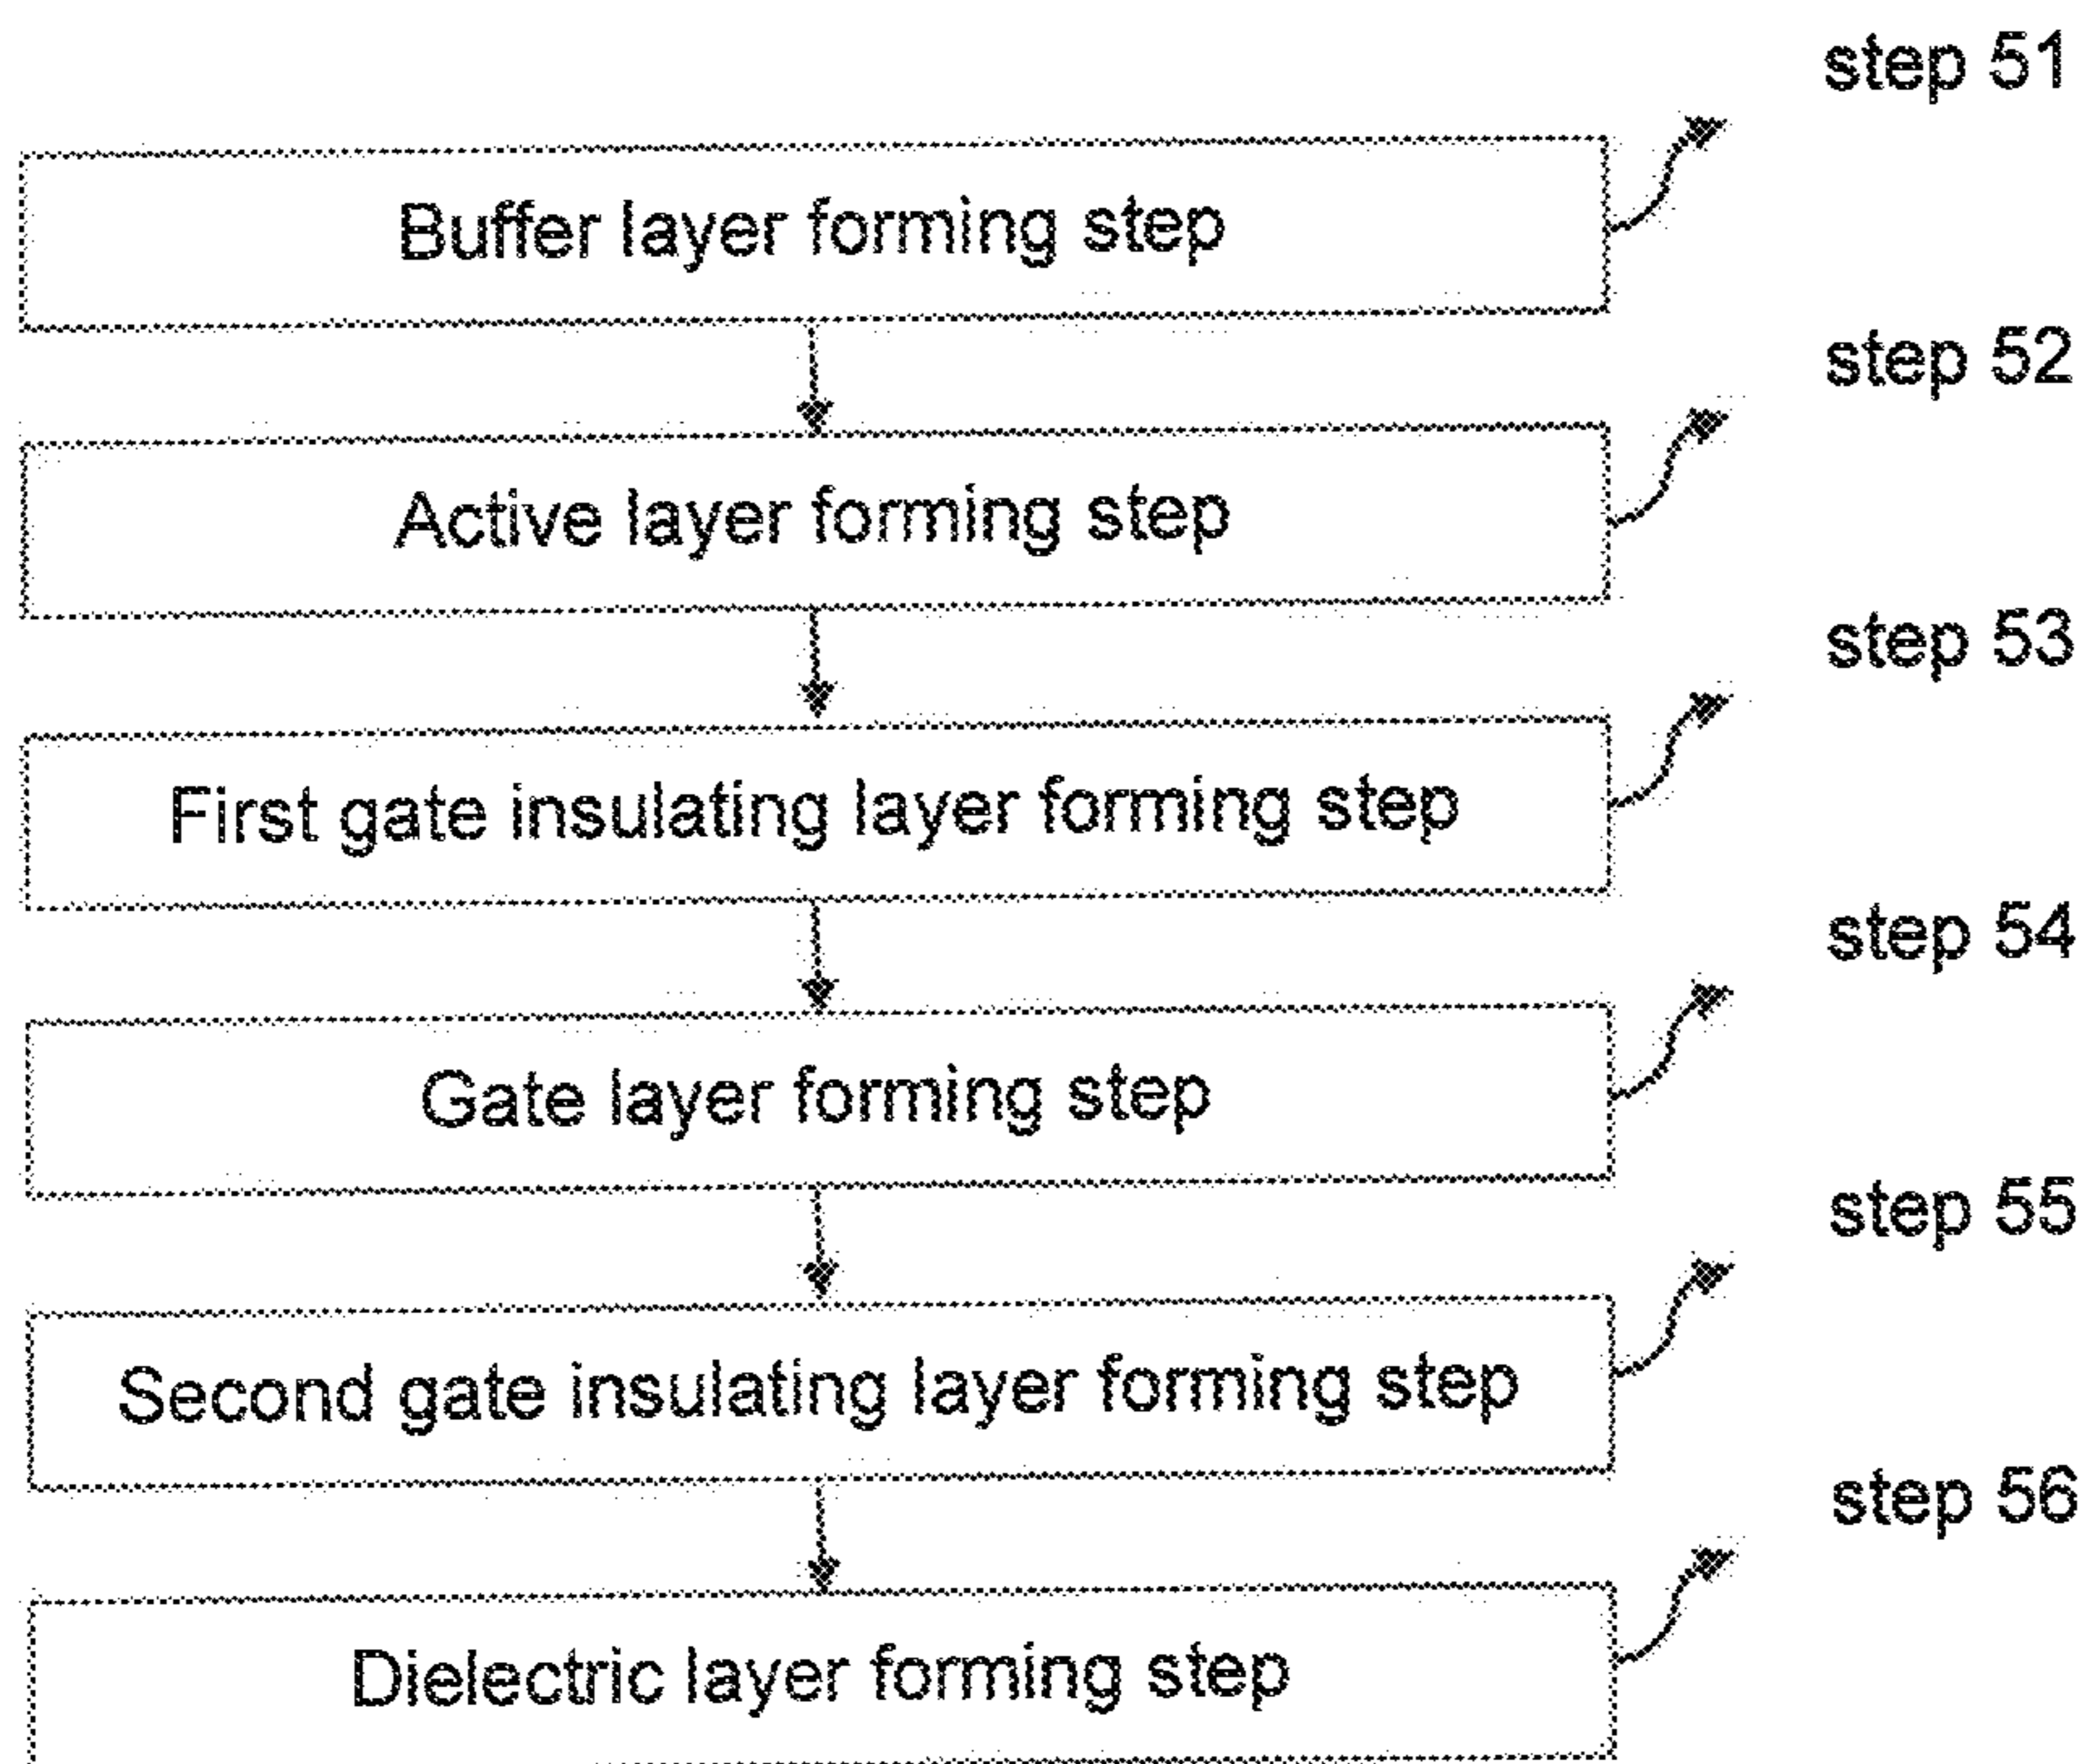 step 51
Buffer layer forming step
step 52
Active layer forming step
step 53
First gate insulating layer forming step
step 54
Gate layer forming step
step 55
Second gate insulating layer forming step
step 56
Dielectric layer forming step